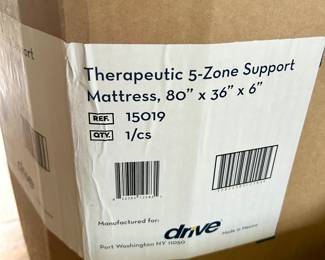 Support
Therapeutic 5-Zone Support
Mattress, 80" x 36" x 6"
REF. 15019
QTY. 1/cs
Manufactured for:
drive
Port Washington NY 11050
Made in Mexico